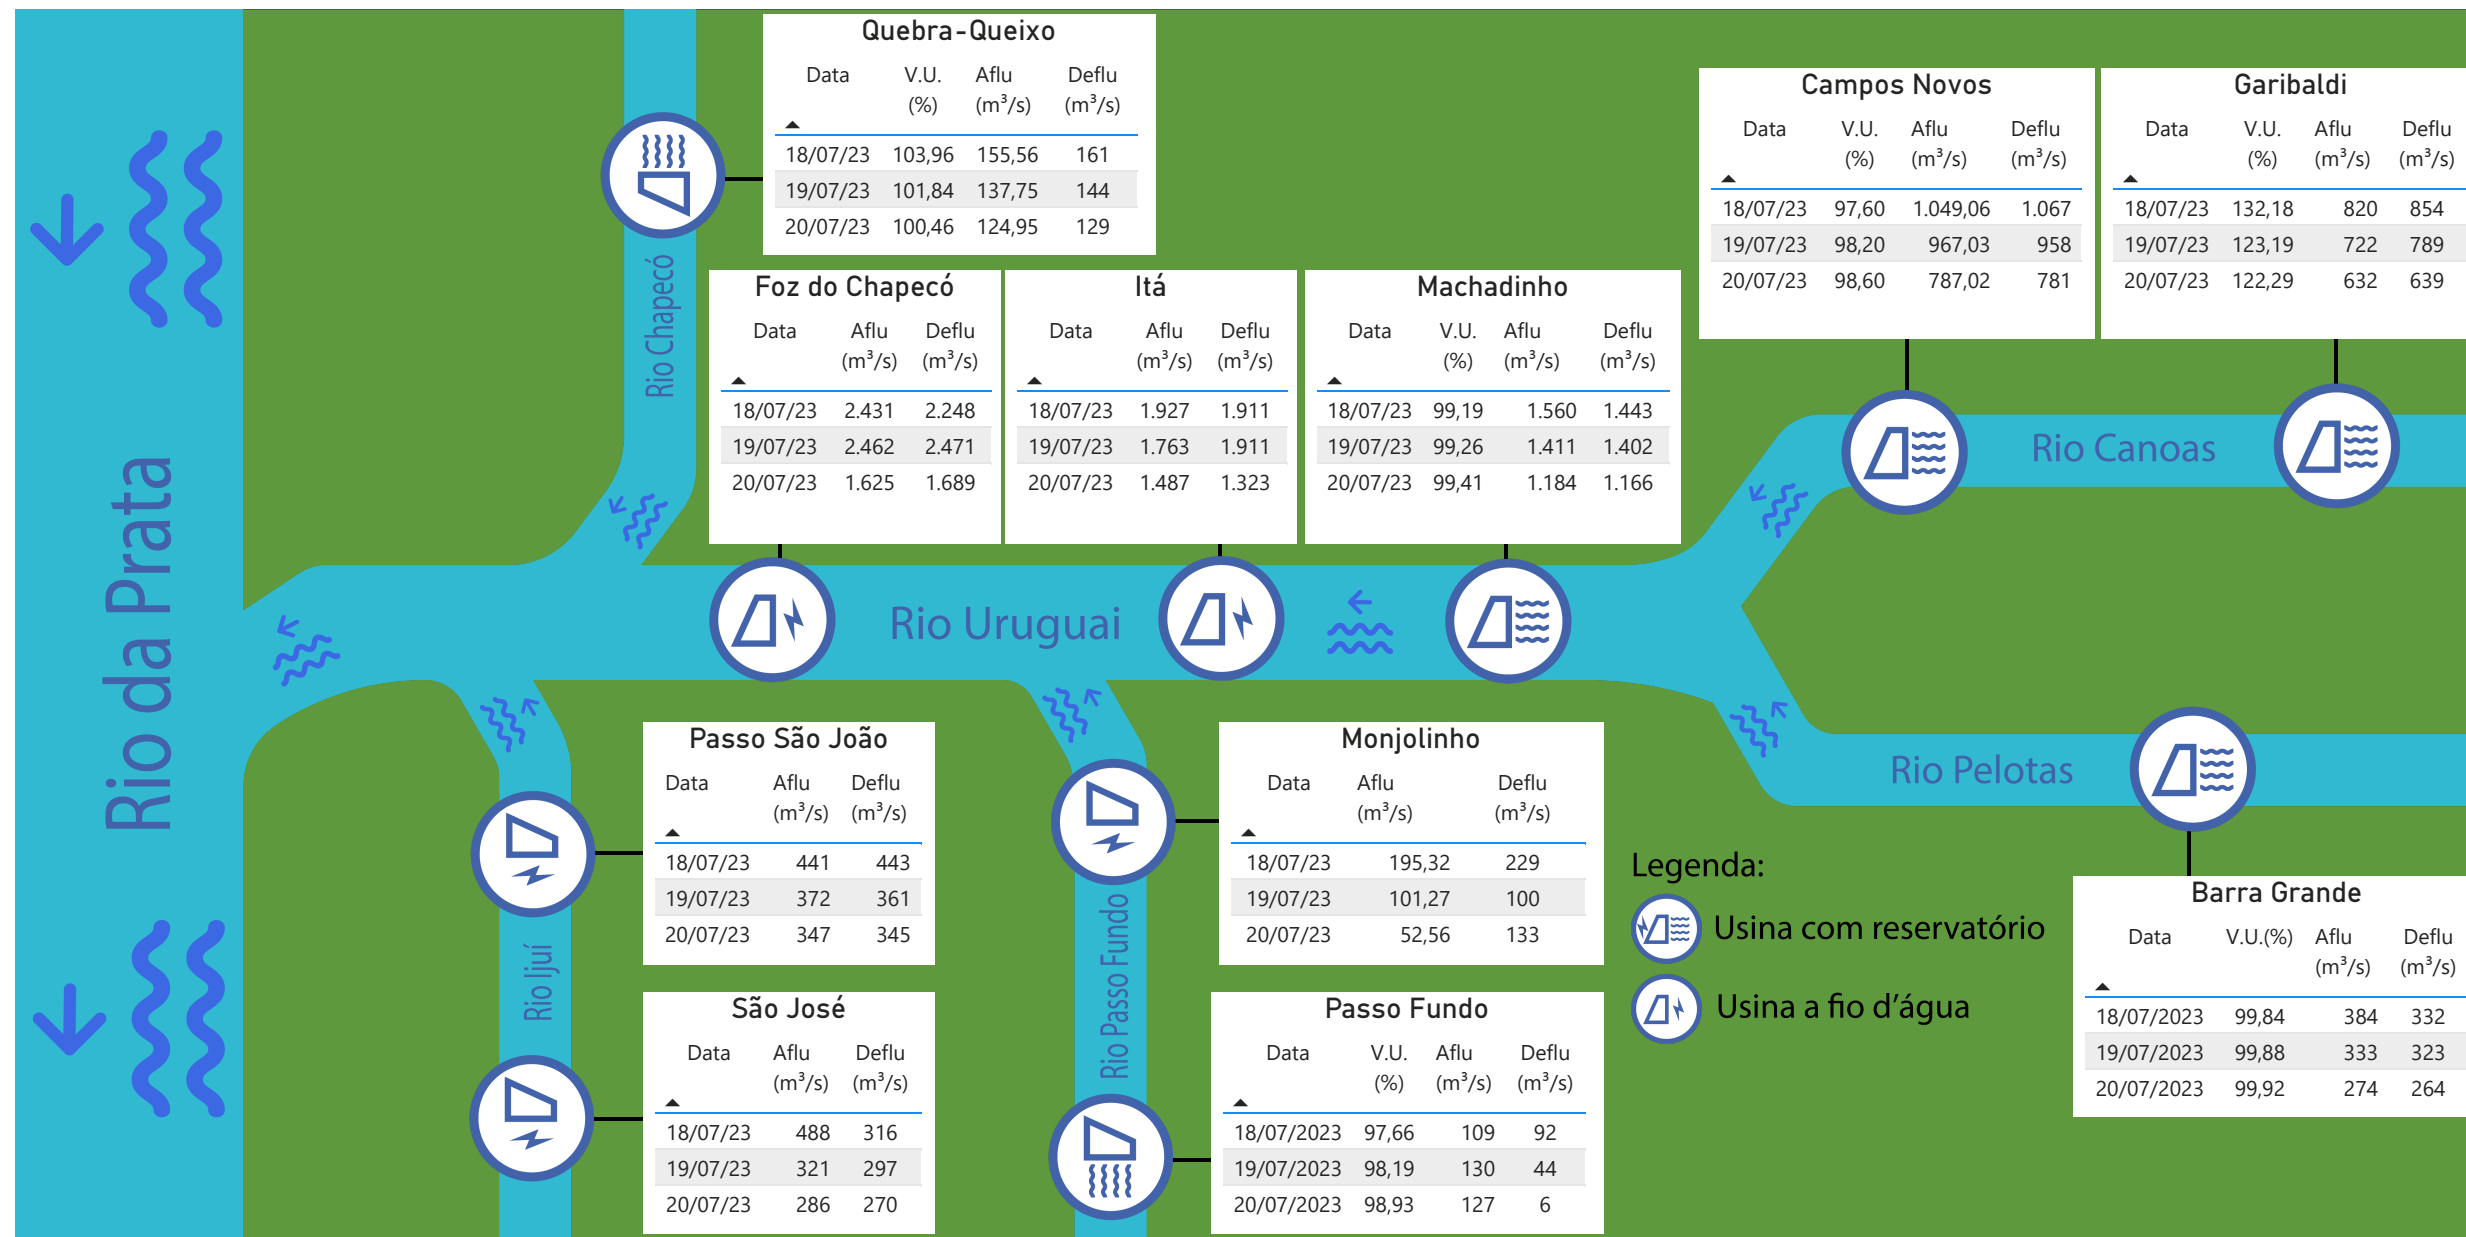 Quebra-Queixo
Data V.U. (%) Aflu (m³/s) Deflu (m³/s)
18/07/23 103,96 155,56 161
19/07/23 101,84 137,75 144
20/07/23 100,46 124,95 129
Campos Novos
Data V.U. (%) Aflu (m³/s) Deflu (m³/s)
18/07/23 97,60 1.049,06 1.067
19/07/23 98,20 967,03 958
20/07/23 98,60 787,02 781
Garibaldi
Data V.U. (%) Aflu (m³/s) Deflu (m³/s)
18/07/23 132,18 820 854
19/07/23 123,19 722 789
20/07/23 122,29 632 639
Rio Chapecó
Foz do Chapecó
Data Aflu (m³/s) Deflu (m³/s)
18/07/23 2.431 2.248
19/07/23 2.462 2.471
20/07/23 1.625 1.689
Itá
Data Aflu (m³/s) Deflu (m³/s)
18/07/23 1.927 1.911
19/07/23 1.763 1.911
20/07/23 1.487 1.323
Machadinho
Data V.U. (%) Aflu (m³/s) Deflu (m³/s)
18/07/23 99,19 1.560 1.443
19/07/23 99,26 1.411 1.402
20/07/23 99,41 1.184 1.166
Rio Canoas
Rio da Prata
Rio Uruguai
Rio Pelotas
Passo São João
Data Aflu (m³/s) Deflu (m³/s)
18/07/23 441 443
19/07/23 372 361
20/07/23 347 345
Monjolinho
Data Aflu (m³/s) Deflu (m³/s)
18/07/23 195,32 229
19/07/23 101,27 100
20/07/23 52,56 133
Legenda:
Usina com reservatório
Usina a fio d’água
Barra Grande
Data V.U.(%) Aflu (m³/s) Deflu (m³/s)
18/07/2023 99,84 384 332
19/07/2023 99,88 333 323
20/07/2023 99,92 274 264
Rio Ijuí
Rio Passo Fundo
São José
Data Aflu (m³/s) Deflu (m³/s)
18/07/23 488 316
19/07/23 321 297
20/07/23 286 270
Passo Fundo
Data V.U. (%) Aflu (m³/s) Deflu (m³/s)
18/07/2023 97,66 109 92
19/07/2023 98,19 130 44
20/07/2023 98,93 127 6